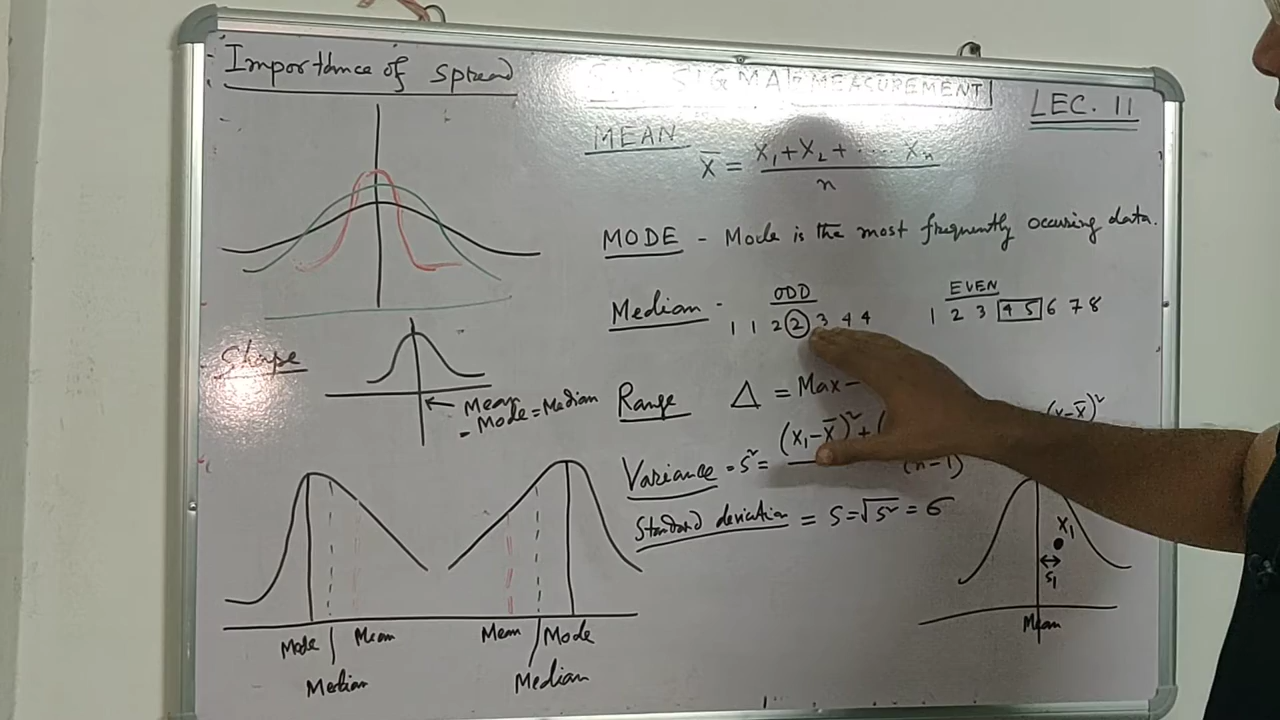 Importance of spread
SIX SIGMA - MEASUREMENT
LEC. 11
MEAN
X̄ = X₁+X₂+ ··· Xn / n
MODE - Mode is the most frequently occuring data.
Median - ODD
1 1 2 2 3 4 4
EVEN
1 2 3 4 5 6 7 8
Shape
- Mean
- Mode = Median
Range Δ = Max -
Variance = S² = (X₁-X̄)² + (
(x-X̄)²
(n-1)
Standard deviation = S = √S² = σ
Mode
Median
Mean
Mean
Median
Mode
X₁
S₁
Mean